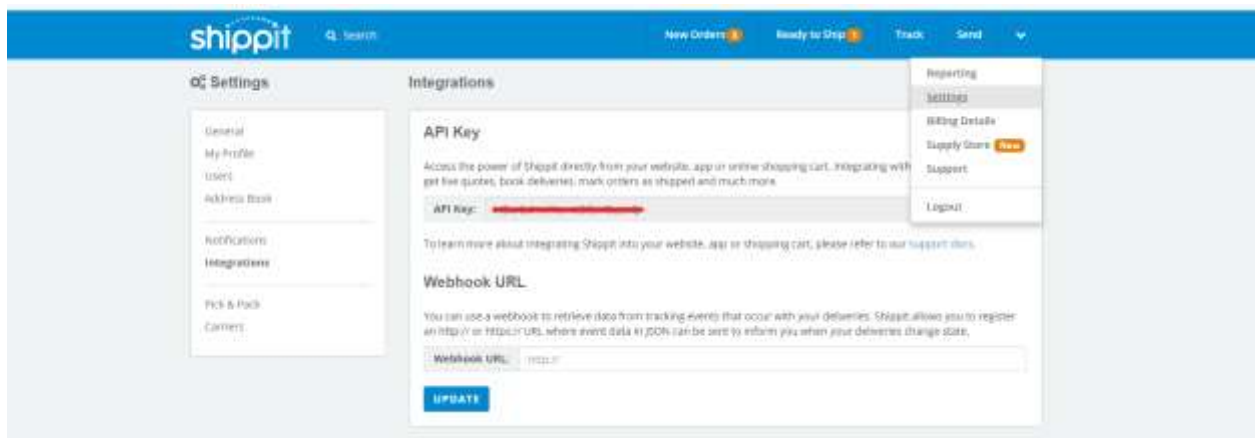 shippit
Search
New Orders
Ready to Ship
Track
Send
Reporting
Settings
Billing Details
Supply Store New
Support
Logout
Settings
General
My Profile
Users
Address Book
Notifications
Integrations
Pick & Pack
Carriers
Integrations
API Key
Access the power of Shippit directly from your website, app or online shopping cart. Integrating with
get live quotes, book deliveries, mark orders as shipped and much more.
API Key:
To learn more about integrating Shippit into your website, app or shopping cart, please refer to our support docs.
Webhook URL
You can use a webhook to retrieve data from tracking events that occur with your deliveries. Shippit allows you to register
an http:// or https:// URL where event data in JSON can be sent to inform you when your deliveries change state.
Webhook URL
UPDATE